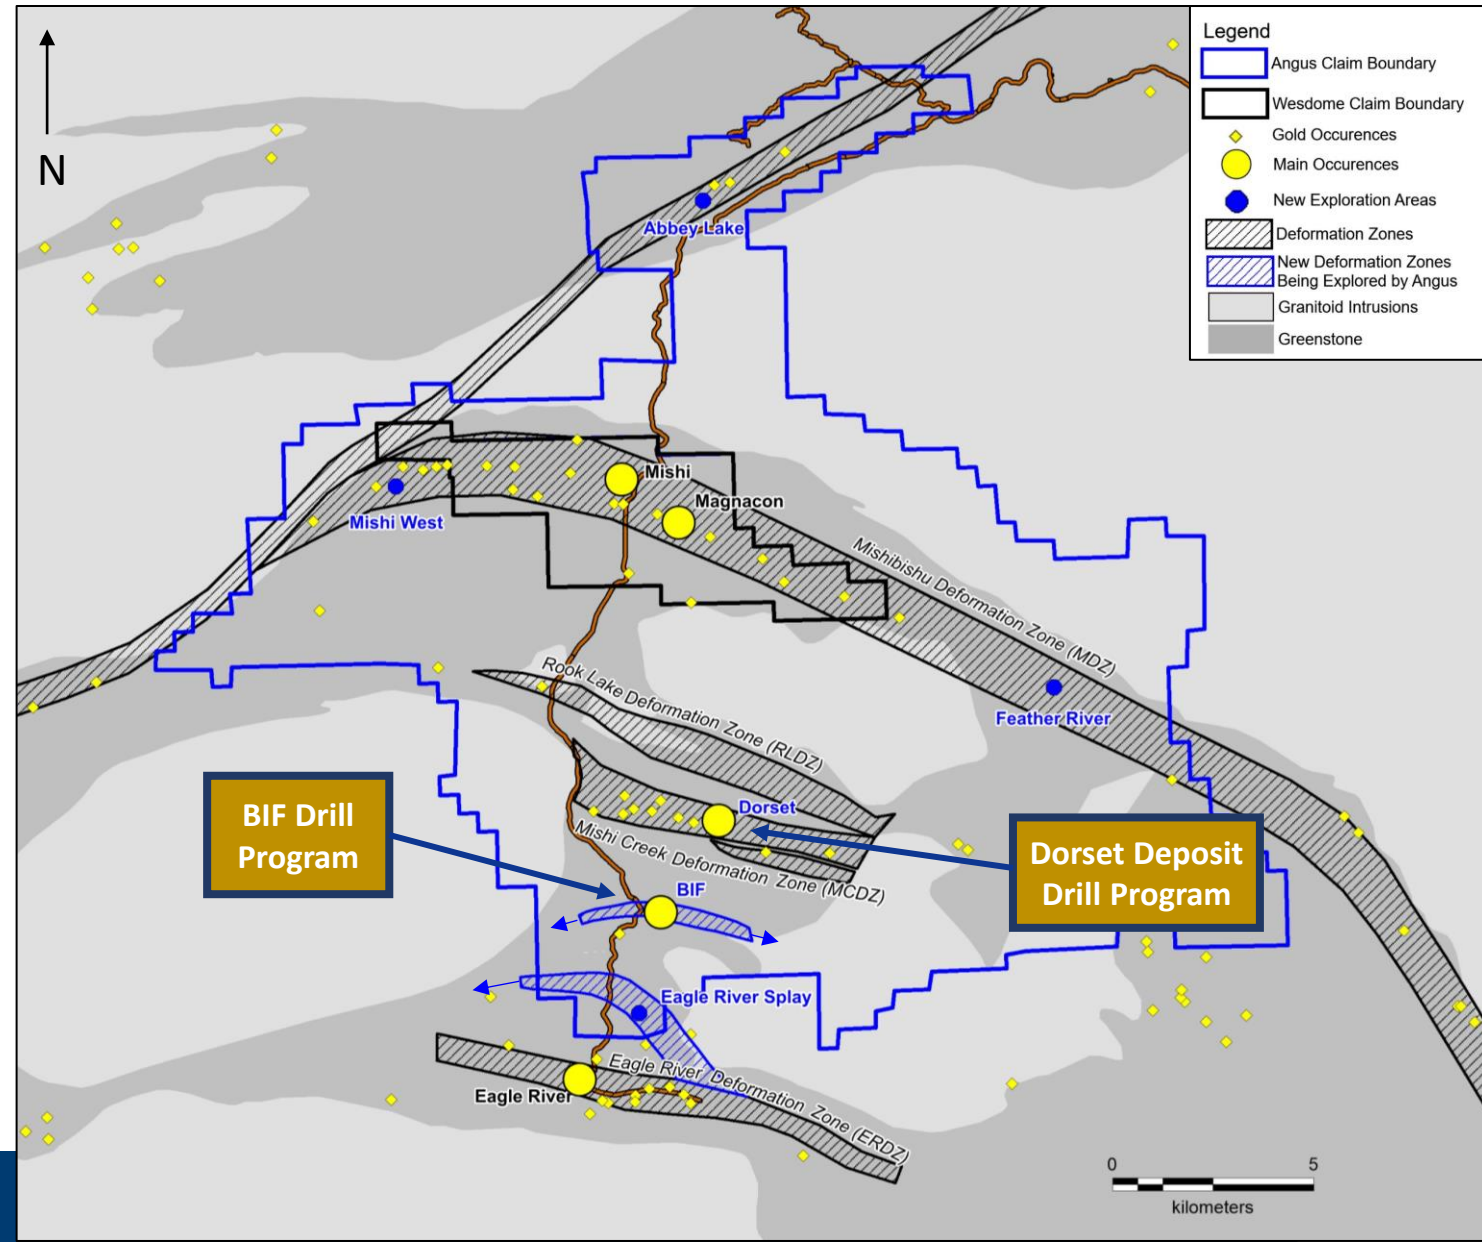 N
Legend
Angus Claim Boundary
Wesdome Claim Boundary
Gold Occurences
Main Occurences
New Exploration Areas
Deformation Zones
New Deformation Zones
Being Explored by Angus
Granitoid Intrusions
Greenstone
Abbey Lake
Mishi
Magnacon
Mishi West
Mishibishu Deformation Zone (MDZ)
Rook Lake Deformation Zone (RLDZ)
Feather River
BIF Drill
Program
Dorset
Mishi Creek Deformation Zone (MCDZ)
Dorset Deposit
Drill Program
BIF
Eagle River Splay
Eagle River Deformation Zone (ERDZ)
Eagle River
0 5
kilometers